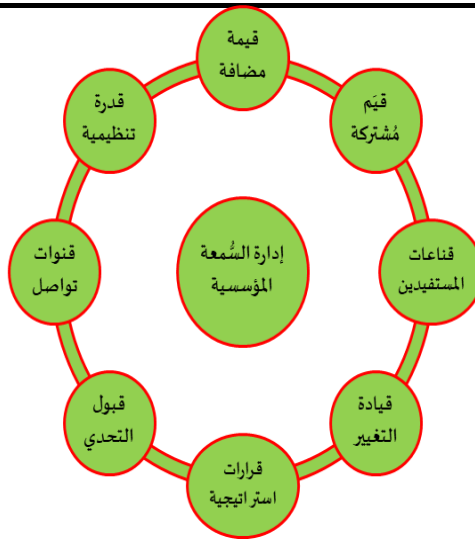 قيمة
مضافة
قيَم
مُشتركة
قناعات
المستفيدين
قيادة
التغيير
قرارات
استراتيجية
قبول
التحدي
قنوات
تواصل
قدرة
تنظيمية
إدارة السُّمعة
المؤسسية